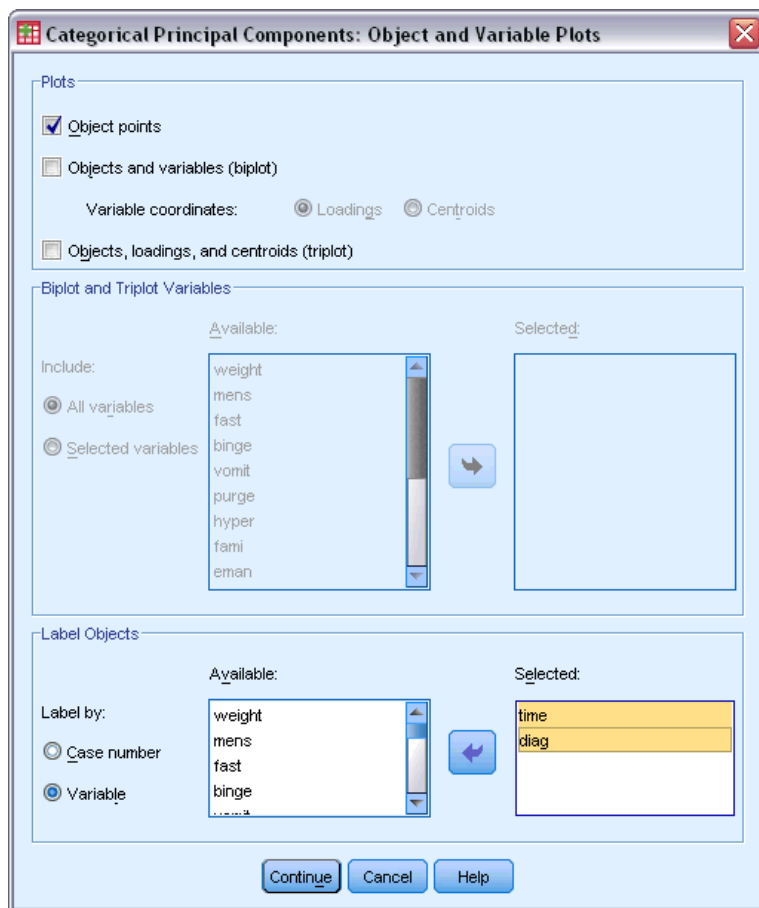 Categorical Principal Components: Object and Variable Plots
Plots
Object points
Objects and variables (biplot)
Variable coordinates: Loadings Centroids
Objects, loadings, and centroids (triplot)
Biplot and Triplot Variables
Available: Selected:
Include:
All variables
Selected variables
weight
mens
fast
binge
vomit
purge
hyper
fami
eman
Label Objects
Available: Selected:
Label by:
Case number
Variable
weight
mens
fast
binge
time
diag
Continue Cancel Help